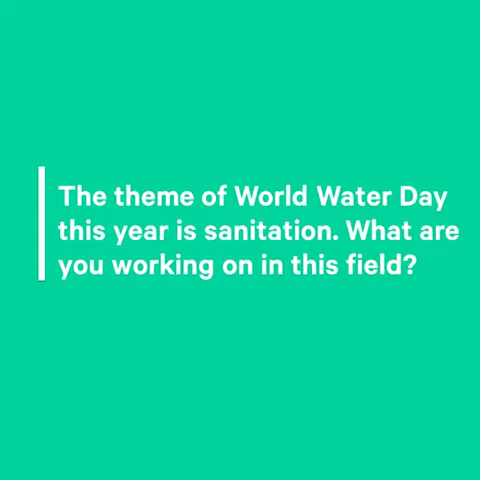 The theme of World Water Day
this year is sanitation. What are
you working on in this field?